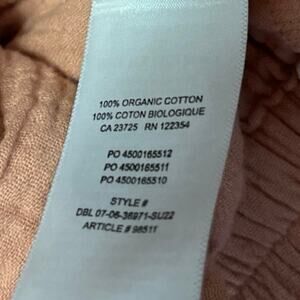 100% ORGANIC COTTON
100% COTON BIOLOGIQUE
CA 23725 RN 122354
PO 4500165512
PO 4500165511
PO 4500165510
STYLE #
DBL 07-06-36971-SU22
ARTICLE # 98511